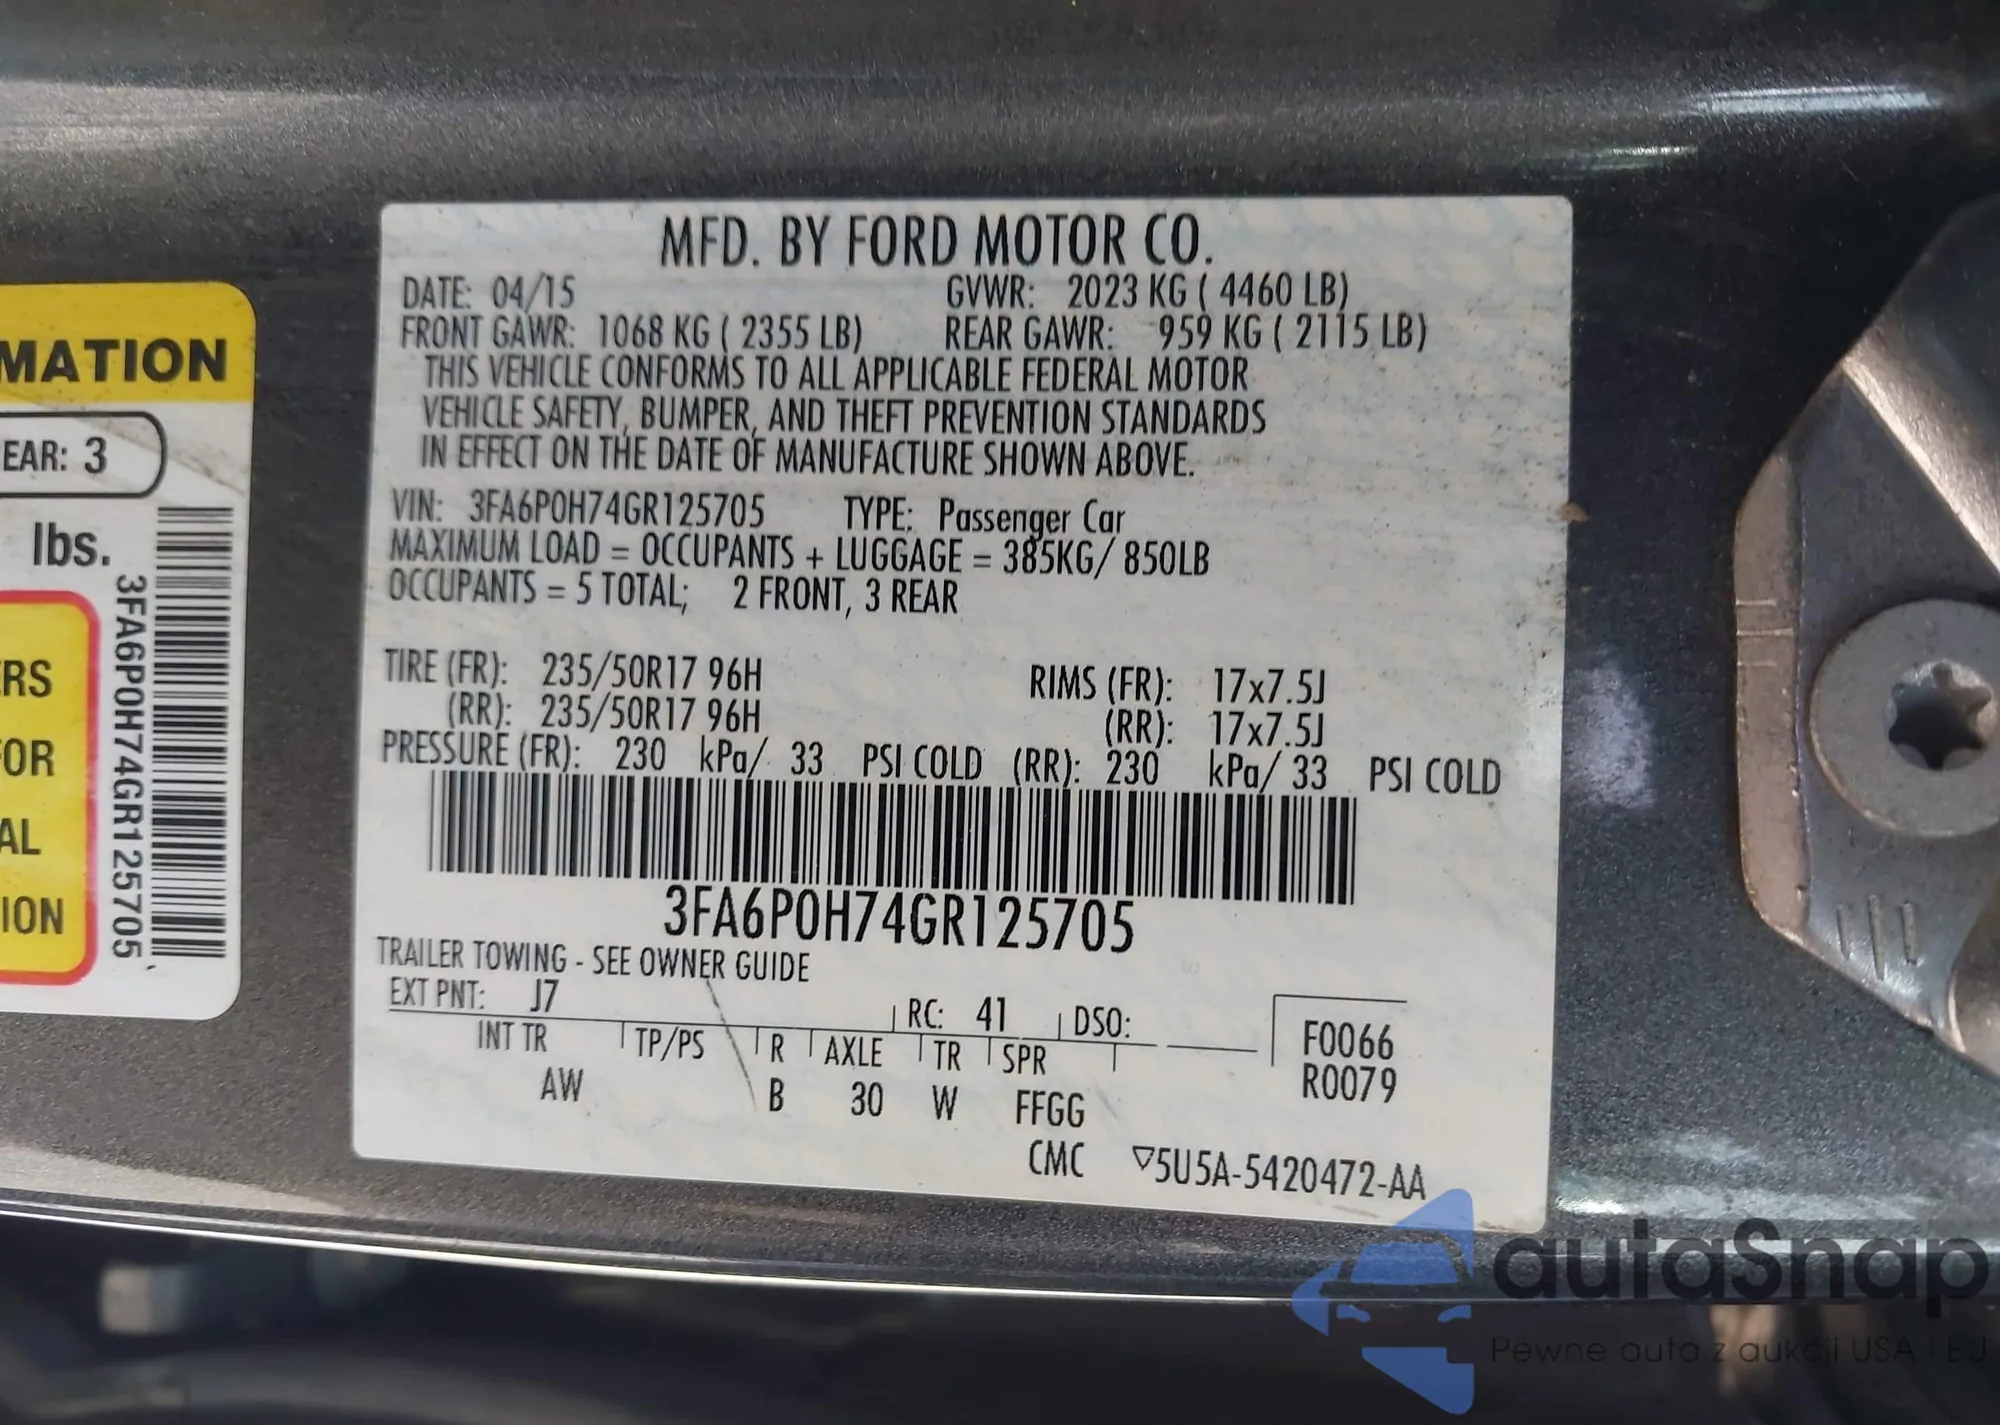 MATION
EAR: 3
lbs.
RS
FOR
AL
ION
3FA6P0H74GR125705
MFD. BY FORD MOTOR CO.
DATE: 04/15 GVWR: 2023 KG ( 4460 LB)
FRONT GAWR: 1068 KG ( 2355 LB) REAR GAWR: 959 KG ( 2115 LB)
THIS VEHICLE CONFORMS TO ALL APPLICABLE FEDERAL MOTOR
VEHICLE SAFETY, BUMPER, AND THEFT PREVENTION STANDARDS
IN EFFECT ON THE DATE OF MANUFACTURE SHOWN ABOVE.
VIN: 3FA6P0H74GR125705 TYPE: Passenger Car
MAXIMUM LOAD = OCCUPANTS + LUGGAGE = 385KG/ 850LB
OCCUPANTS = 5 TOTAL; 2 FRONT, 3 REAR
TIRE (FR): 235/50R17 96H RIMS (FR): 17x7.5J
(RR): 235/50R17 96H (RR): 17x7.5J
PRESSURE (FR): 230 kPa/ 33 PSI COLD (RR): 230 kPa/ 33 PSI COLD
3FA6P0H74GR125705
TRAILER TOWING - SEE OWNER GUIDE
EXT PNT: J7 RC: 41 DSO:
INT TR TP/PS R AXLE TR SPR
AW B 30 W FFGG
F0066
R0079
CMC ▽5U5A-5420472-AA
autaSnap
Pewne auta z aukcji USA i EU